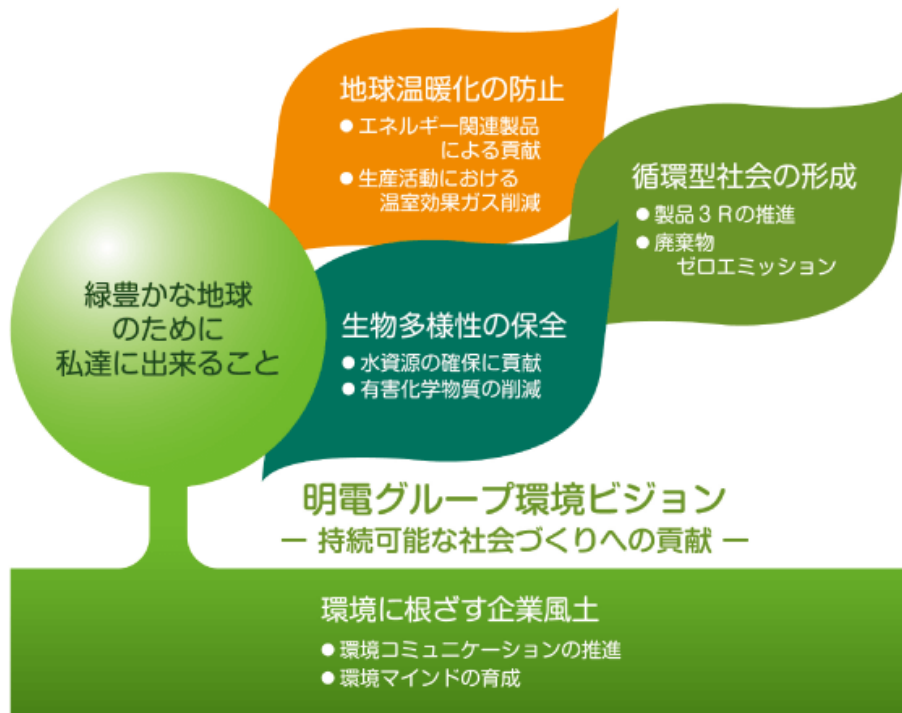 地球温暖化の防止
● エネルギー関連製品
による貢献
● 生産活動における
温室効果ガス削減
循環型社会の形成
● 製品3Rの推進
● 廃棄物
ゼロエミッション
緑豊かな地球
のために
私達に出来ること
生物多様性の保全
● 水資源の確保に貢献
● 有害化学物質の削減
明電グループ環境ビジョン
― 持続可能な社会づくりへの貢献 ―
環境に根ざす企業風土
● 環境コミュニケーションの推進
● 環境マインドの育成